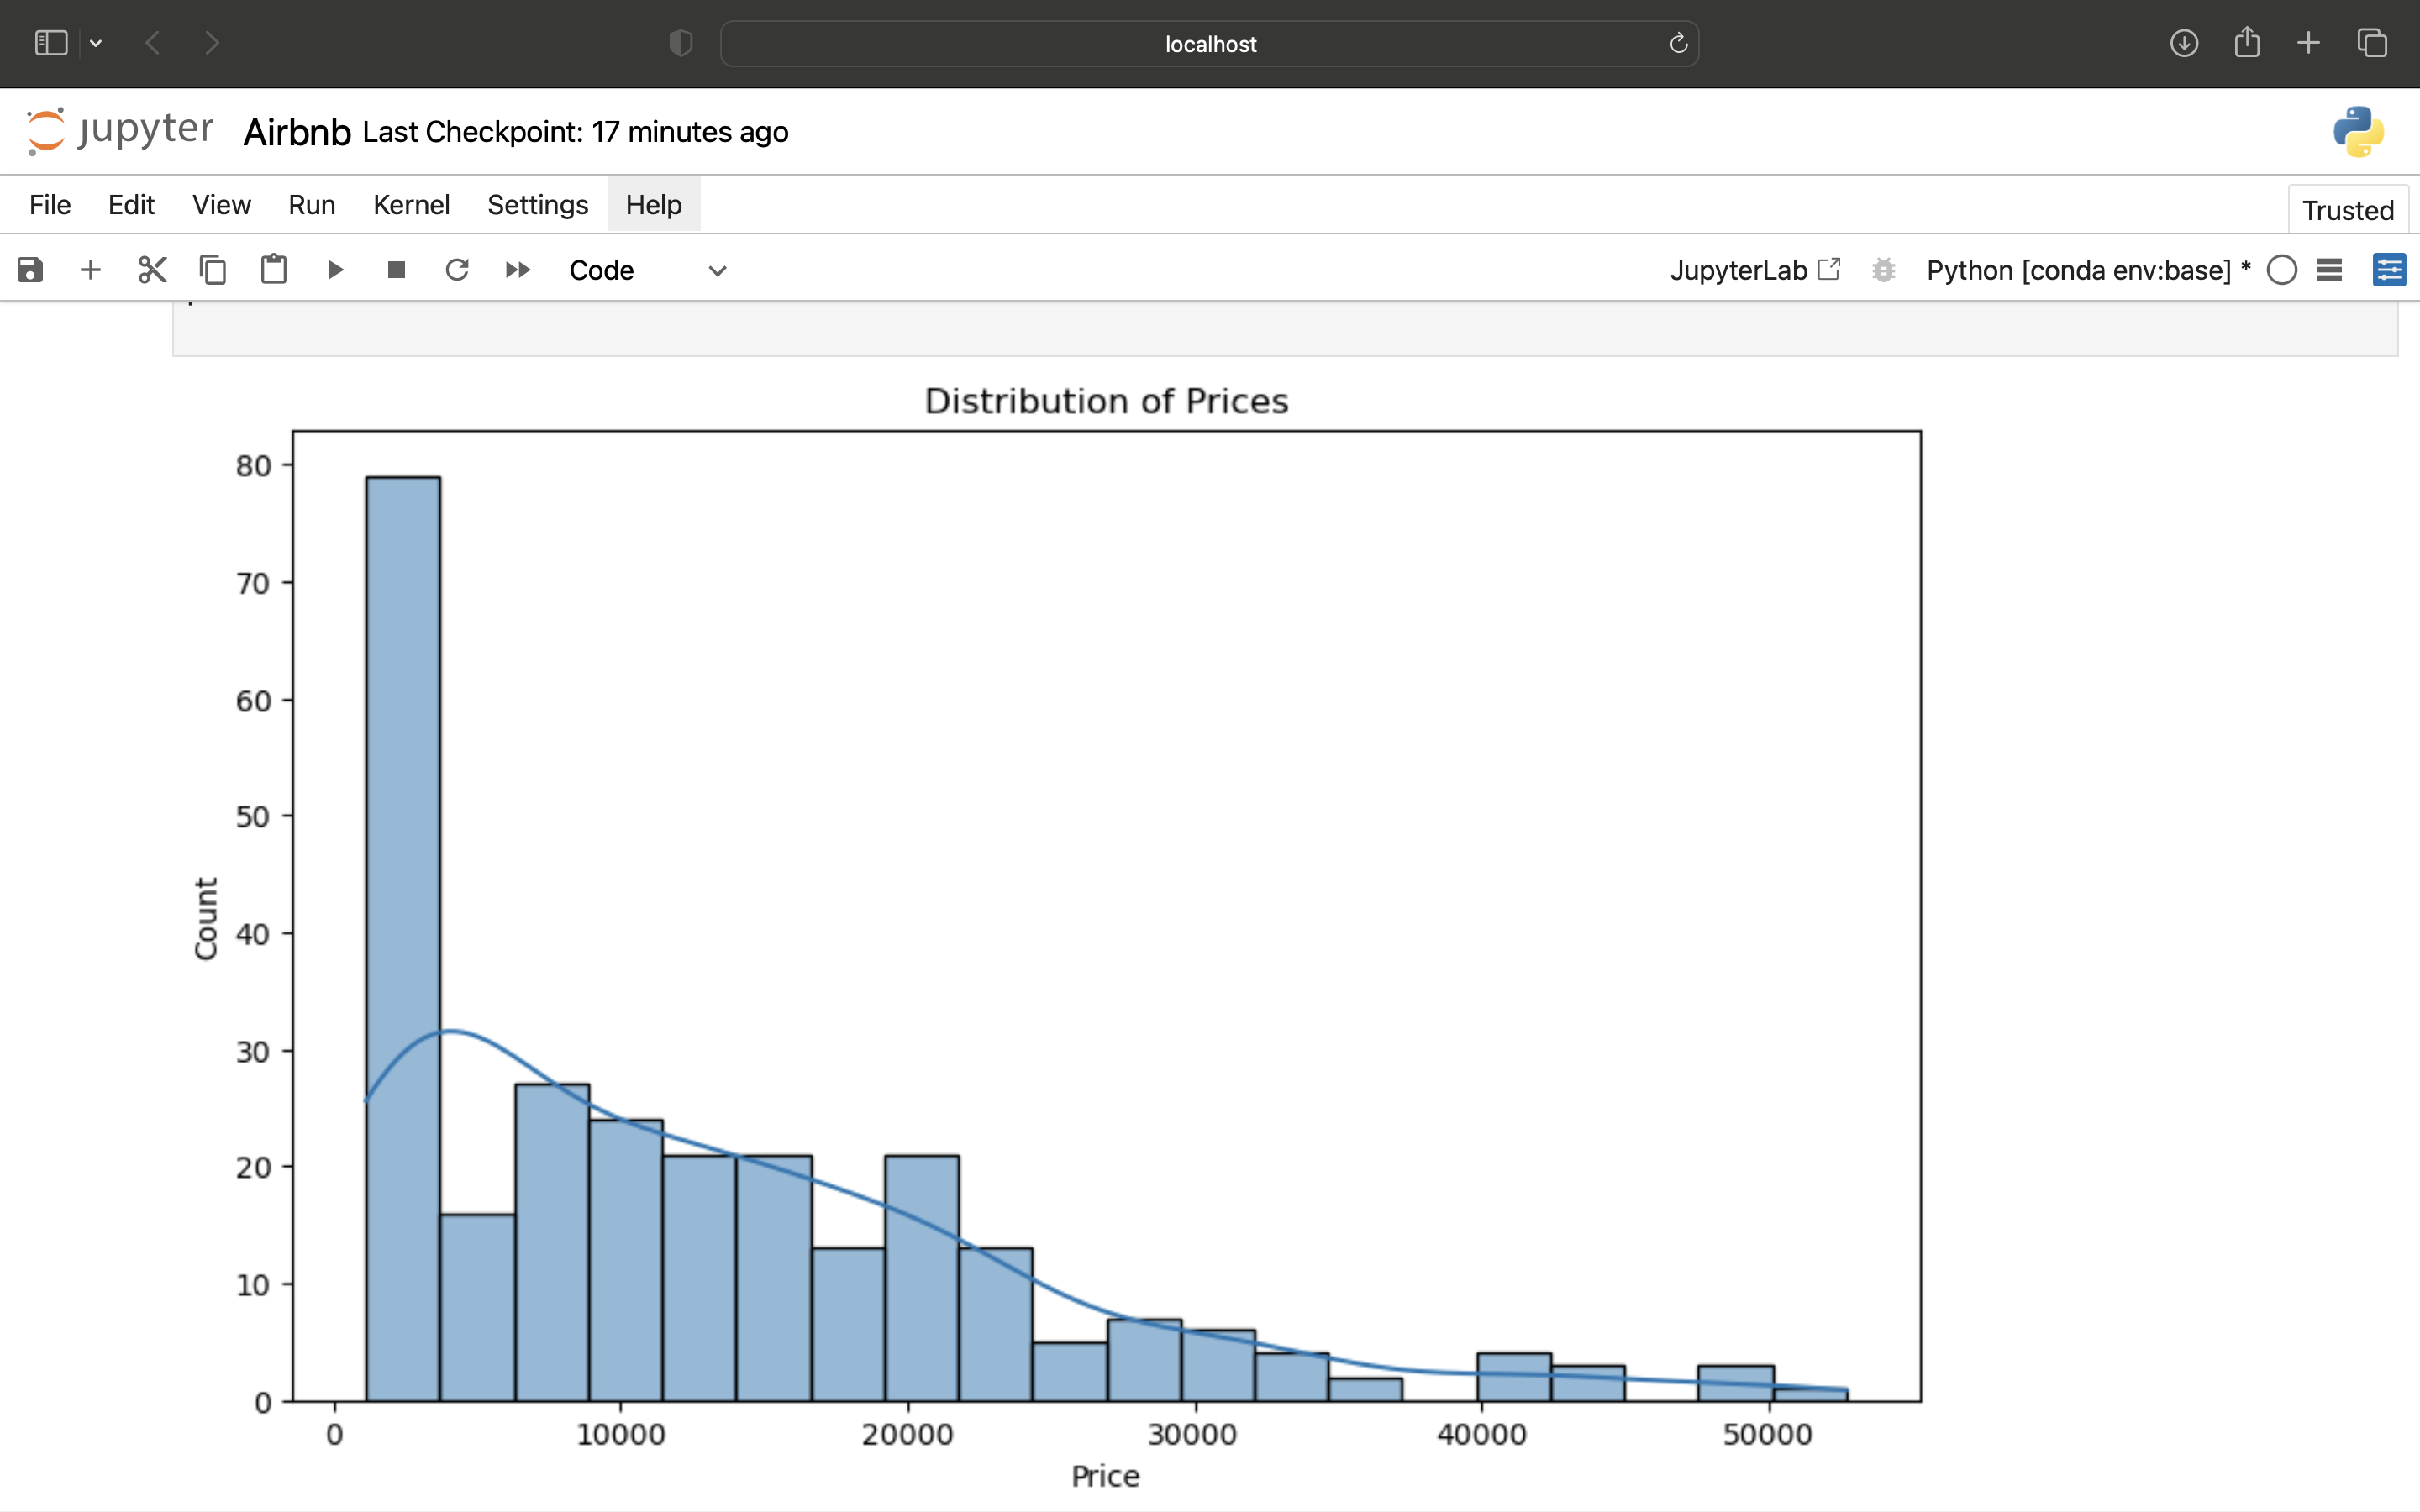 localhost
jupyter Airbnb Last Checkpoint: 17 minutes ago
File Edit View Run Kernel Settings Help Trusted
Code JupyterLab Python [conda env:base] *
Distribution of Prices
80
70
60
50
40
30
20
10
0
Count
0 10000 20000 30000 40000 50000
Price